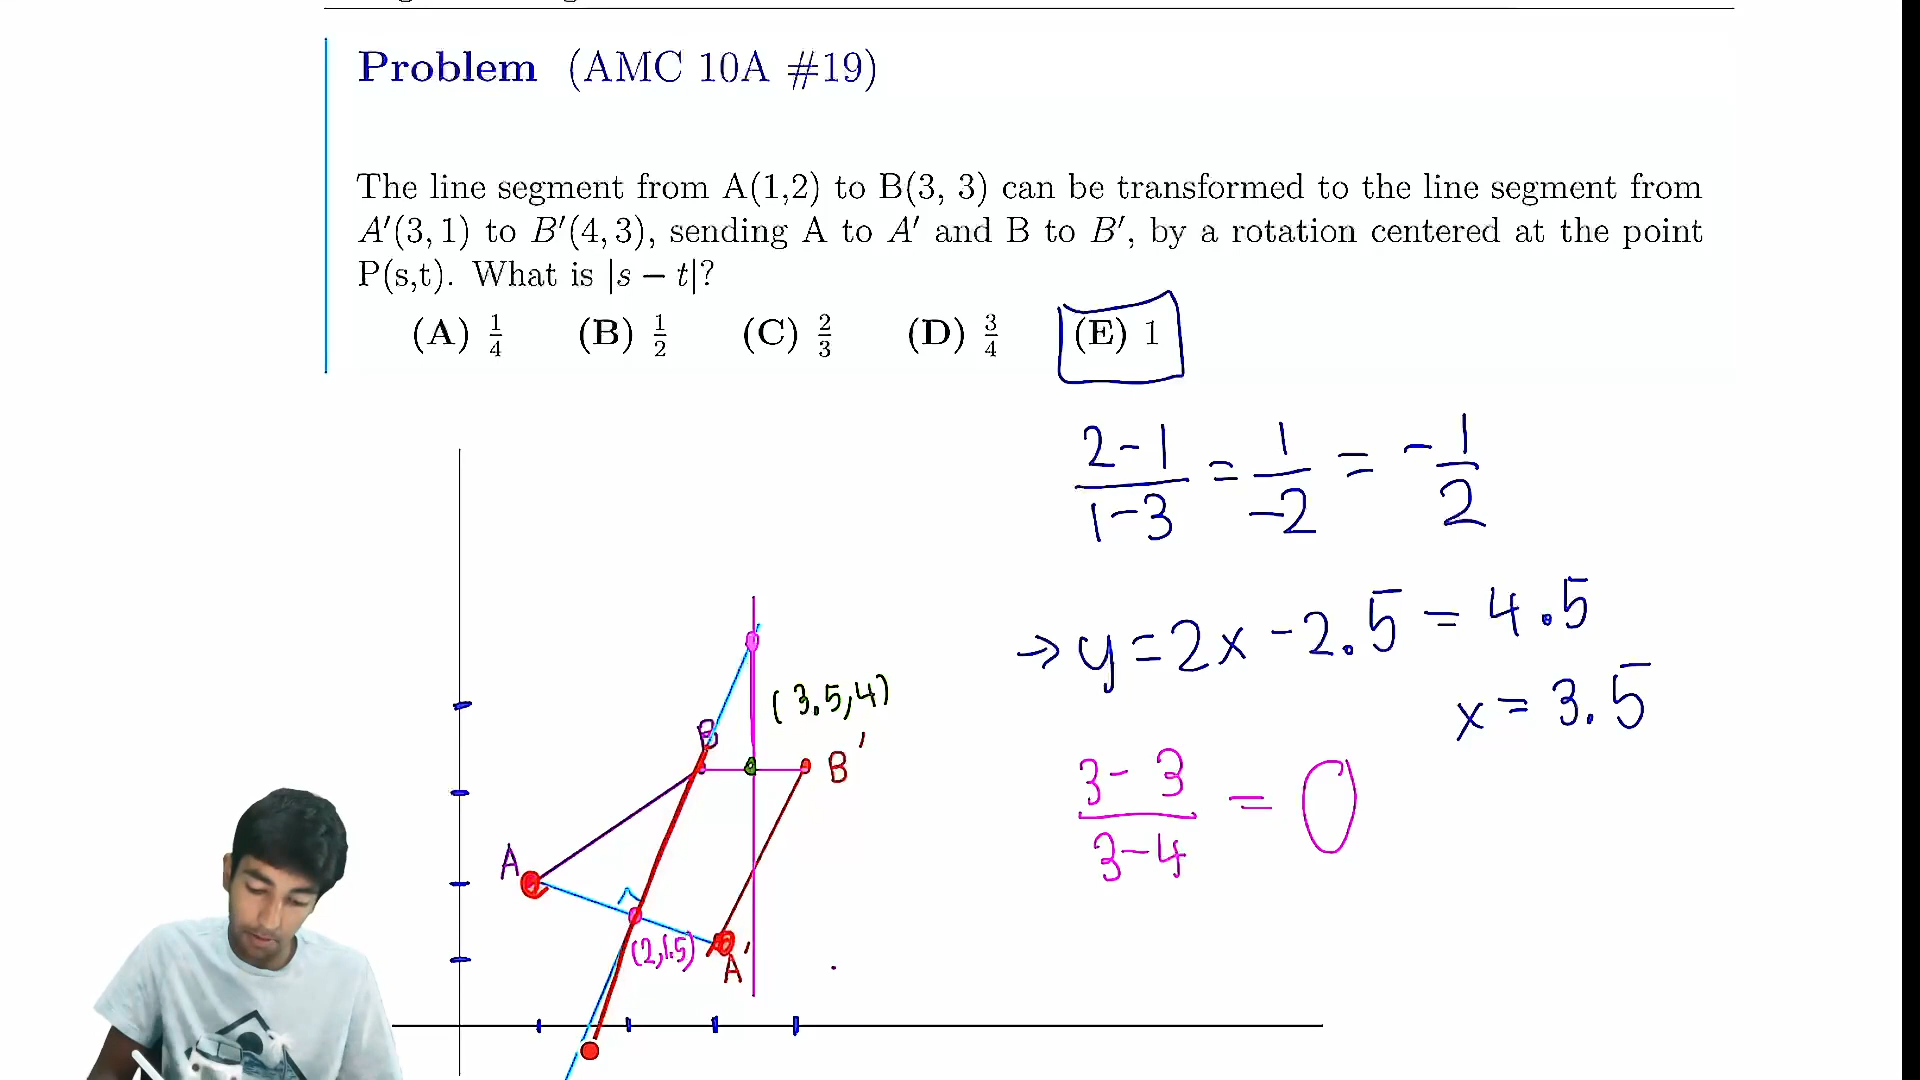 Problem (AMC 10A #19)
The line segment from A(1,2) to B(3, 3) can be transformed to the line segment from
A′(3, 1) to B′(4, 3), sending A to A′ and B to B′, by a rotation centered at the point
P(s,t). What is |s − t|?
(A) 1/4 (B) 1/2 (C) 2/3 (D) 3/4 (E) 1
2-1/1-3 = 1/-2 = -1/2
→ y=2x-2.5 = 4.5
x = 3.5
3-3/3-4 = 0
(3.5,4)
B
B'
A
(2,1.5)
A'